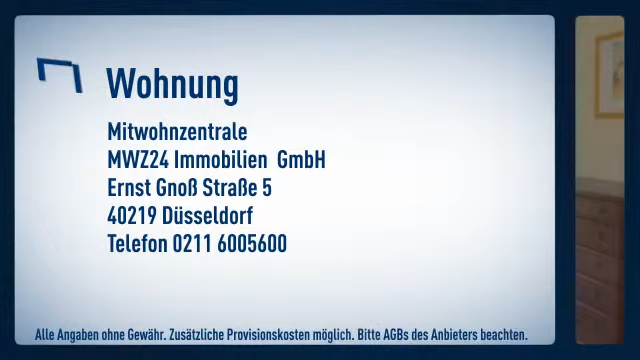 Wohnung
Mitwohnzentrale
MWZ24 Immobilien GmbH
Ernst Gnoß Straße 5
40219 Düsseldorf
Telefon 0211 6005600
Alle Angaben ohne Gewähr. Zusätzliche Provisionskosten möglich. Bitte AGBs des Anbieters beachten.